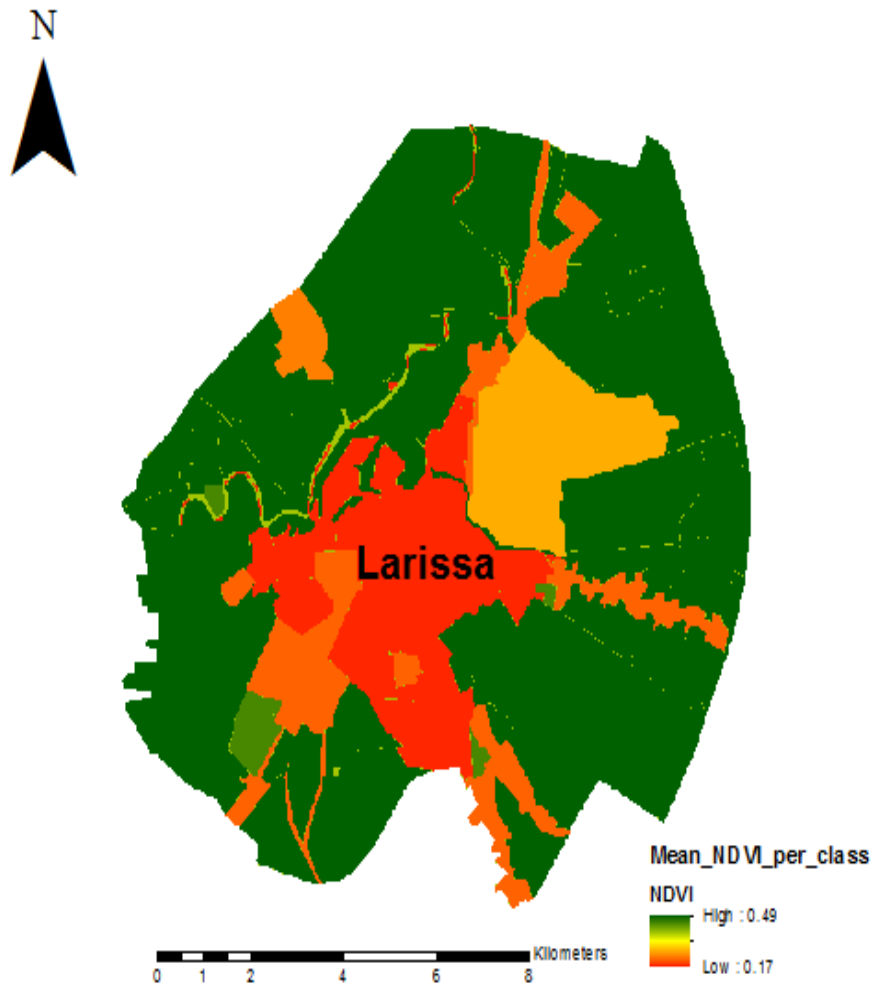 N
Larissa
Mean_NDVI_per_class
NDVI
High : 0.49
Low : 0.17
Kilometers
0 1 2 4 6 8